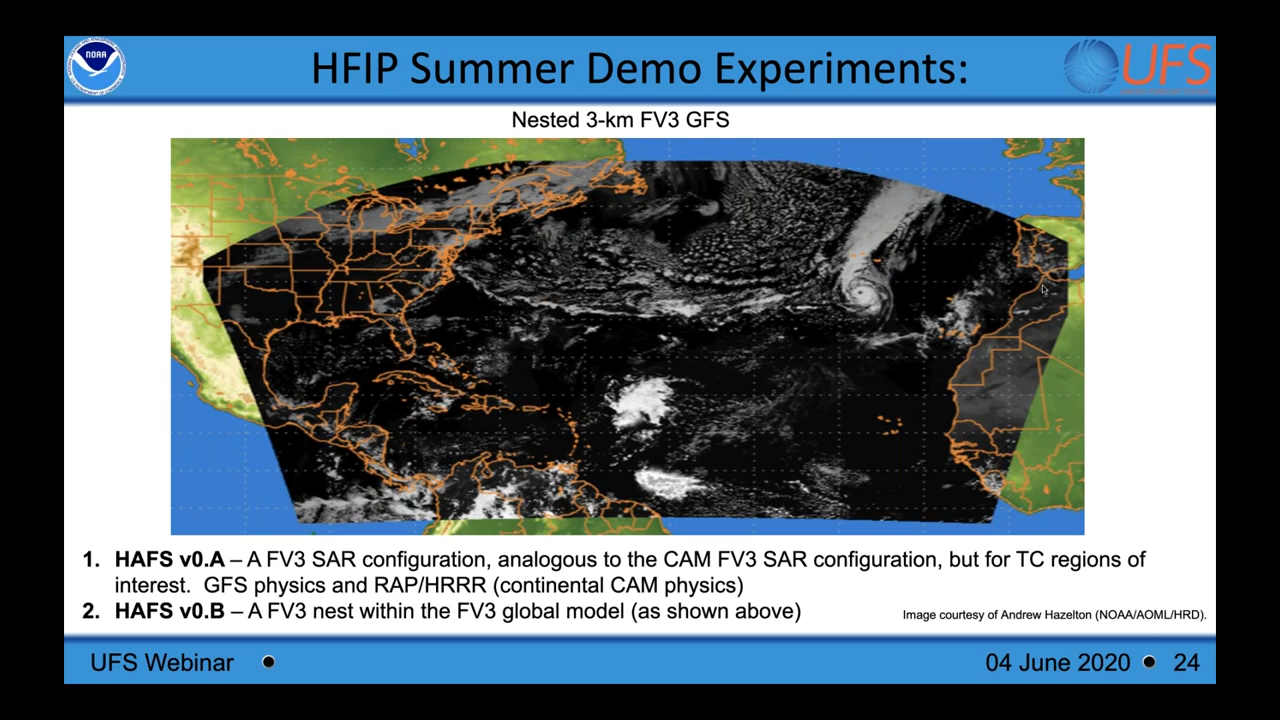 NOAA
HFIP Summer Demo Experiments:
UFS
Nested 3-km FV3 GFS
1. HAFS v0.A – A FV3 SAR configuration, analogous to the CAM FV3 SAR configuration, but for TC regions of
interest. GFS physics and RAP/HRRR (continental CAM physics)
2. HAFS v0.B – A FV3 nest within the FV3 global model (as shown above)
Image courtesy of Andrew Hazelton (NOAA/AOML/HRD).
UFS Webinar •
04 June 2020 • 24